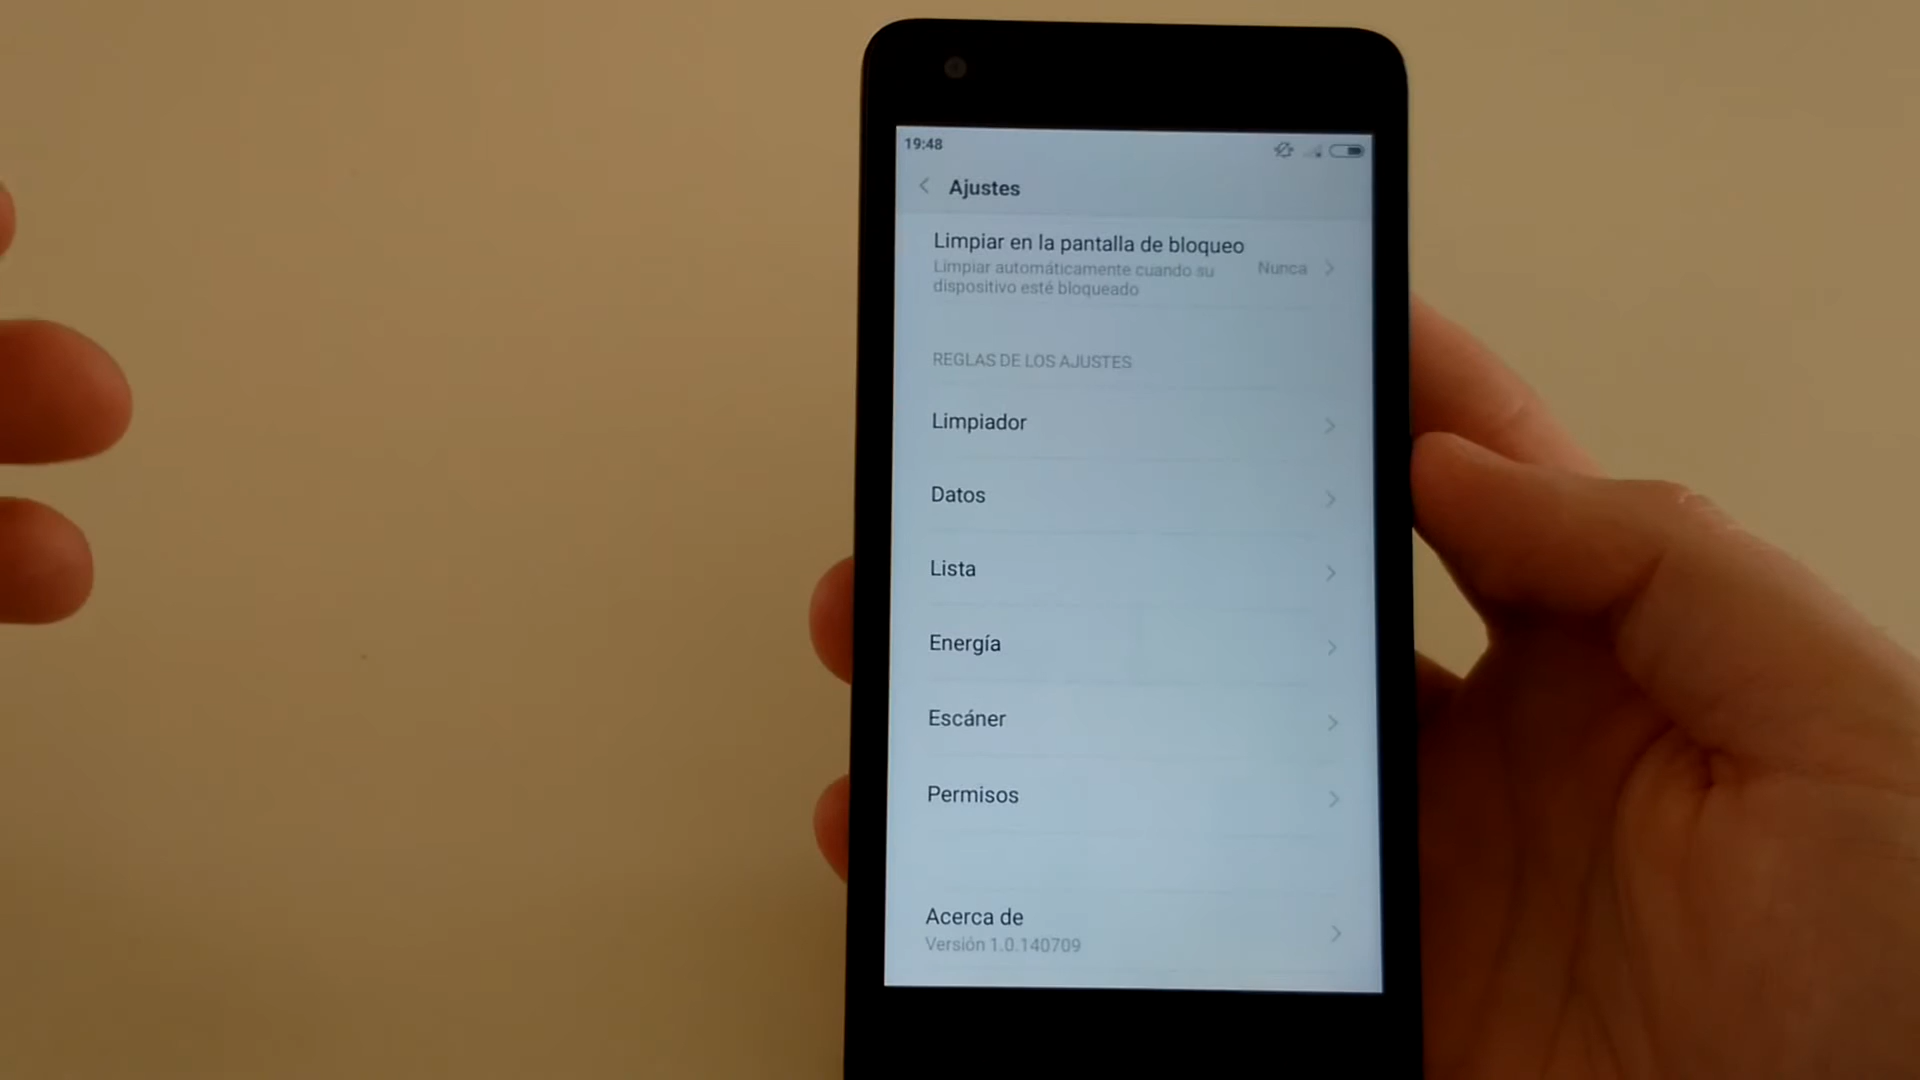 19:48
Ajustes
Limpiar en la pantalla de bloqueo
Limpiar automáticamente cuando su
dispositivo esté bloqueado
Nunca
REGLAS DE LOS AJUSTES
Limpiador
Datos
Lista
Energía
Escáner
Permisos
Acerca de
Versión 1.0.140709